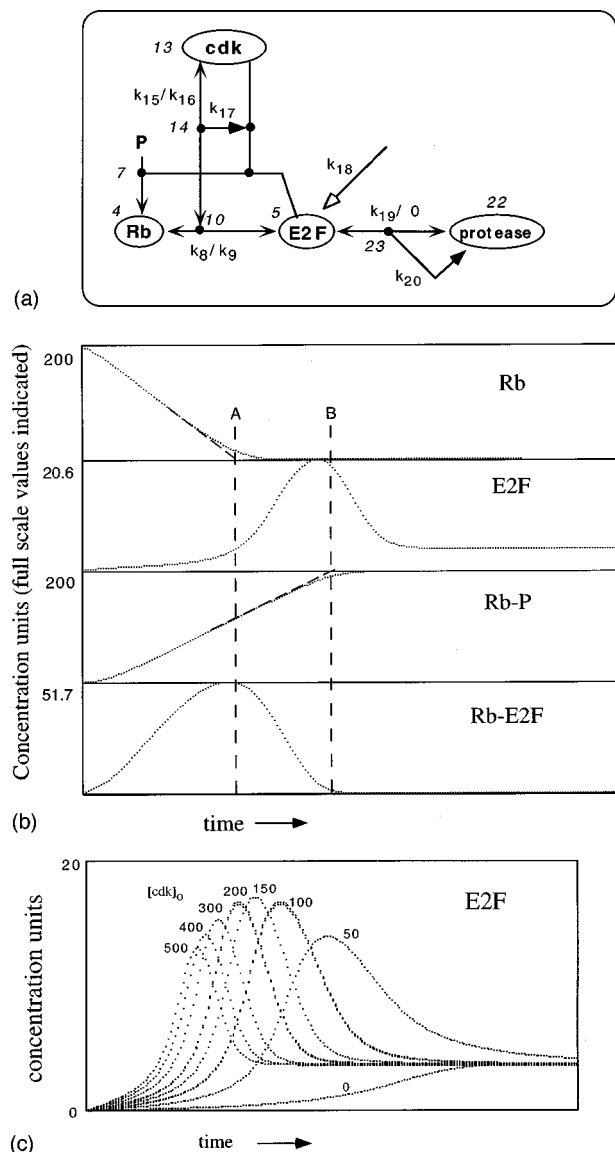 13 cdk
k15/k16
k17
14
P
k18
7
4 10 5 k19/ 0 22
Rb E2F protease
k8/k9 23
k20
(a)
Concentration units (full scale values indicated)
200
A B
Rb
20.6
E2F
200
Rb-P
51.7
Rb-E2F
(b)
time
20
[cdk]o
E2F
200 150
300 100
400
500 50
0
concentration units
0
(c)
time